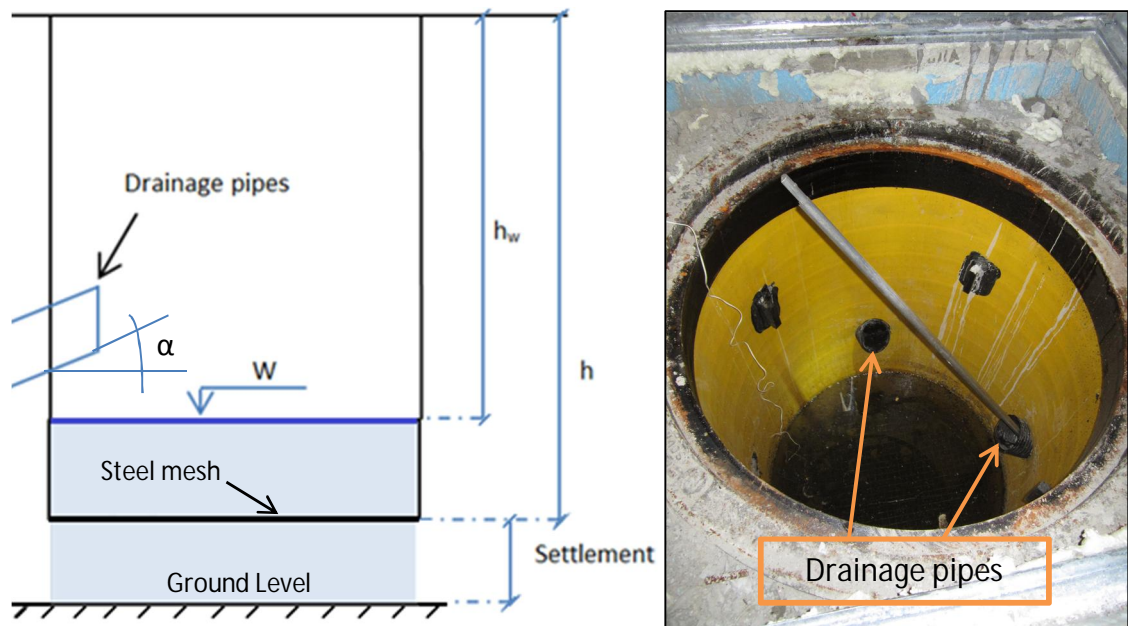 Drainage pipes
h_w
α
W
h
Steel mesh
Settlement
Ground Level
Drainage pipes